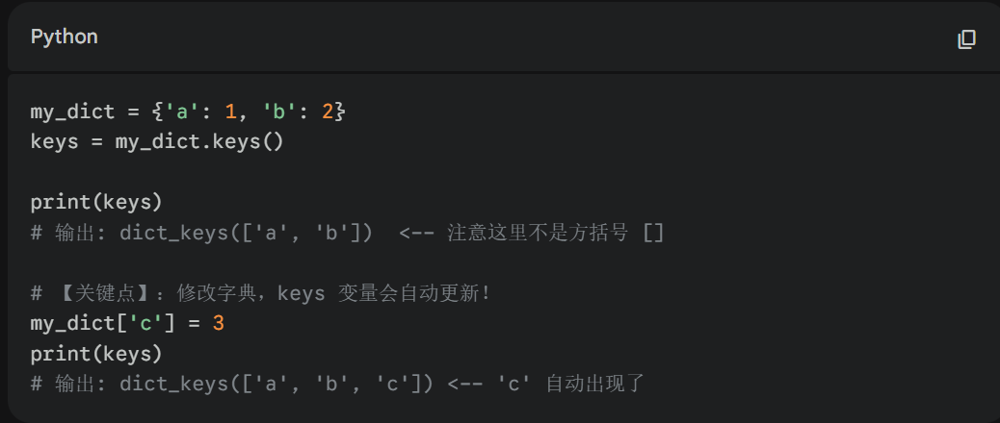 Python
my_dict = {'a': 1, 'b': 2}
keys = my_dict.keys()
print(keys)
# 输出: dict_keys(['a', 'b'])  <-- 注意这里不是方括号 []
# 【关键点】：修改字典，keys 变量会自动更新！
my_dict['c'] = 3
print(keys)
# 输出: dict_keys(['a', 'b', 'c']) <-- 'c' 自动出现了